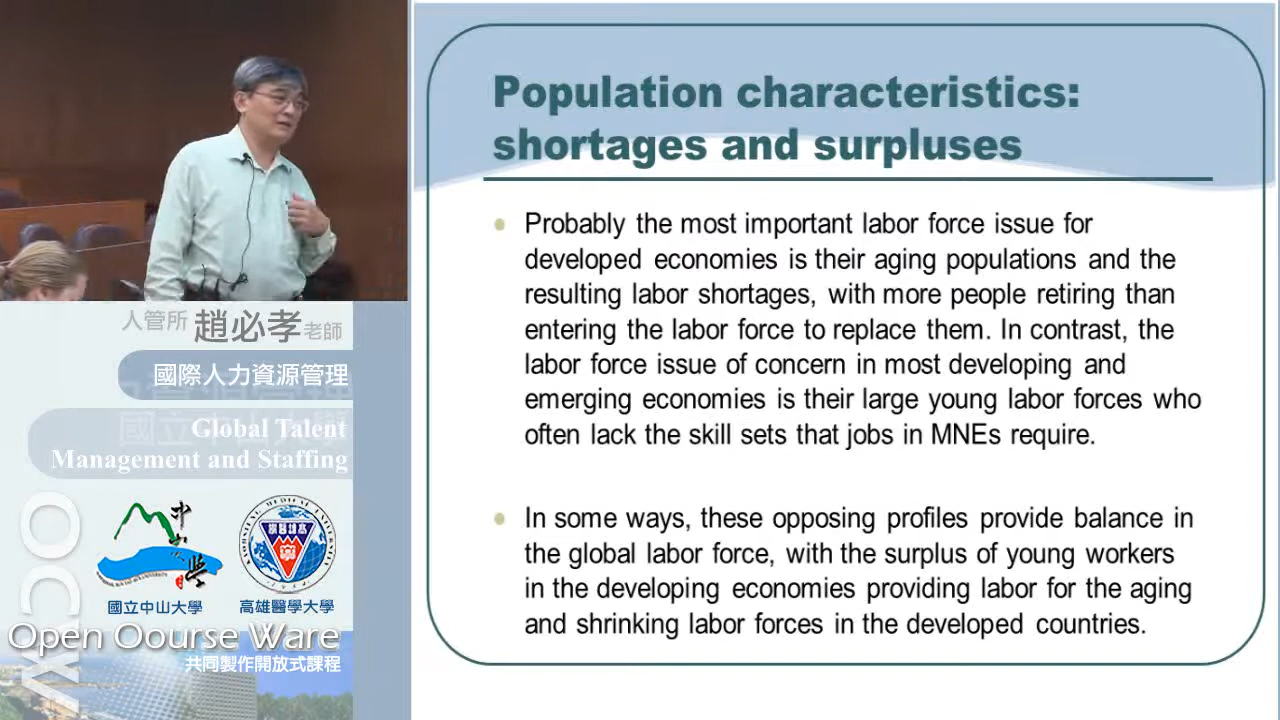 Population characteristics:
shortages and surpluses
Probably the most important labor force issue for
developed economies is their aging populations and the
resulting labor shortages, with more people retiring than
entering the labor force to replace them. In contrast, the
labor force issue of concern in most developing and
emerging economies is their large young labor forces who
often lack the skill sets that jobs in MNEs require.
In some ways, these opposing profiles provide balance in
the global labor force, with the surplus of young workers
in the developing economies providing labor for the aging
and shrinking labor forces in the developed countries.
人管所 趙必孝老師
國際人力資源管理
Global Talent
Management and Staffing
OCW
中山大學
KAOHSIUNG MEDICAL UNIVERSITY
國立中山大學
高雄醫學大學
Open Oourse Ware
共同製作開放式課程